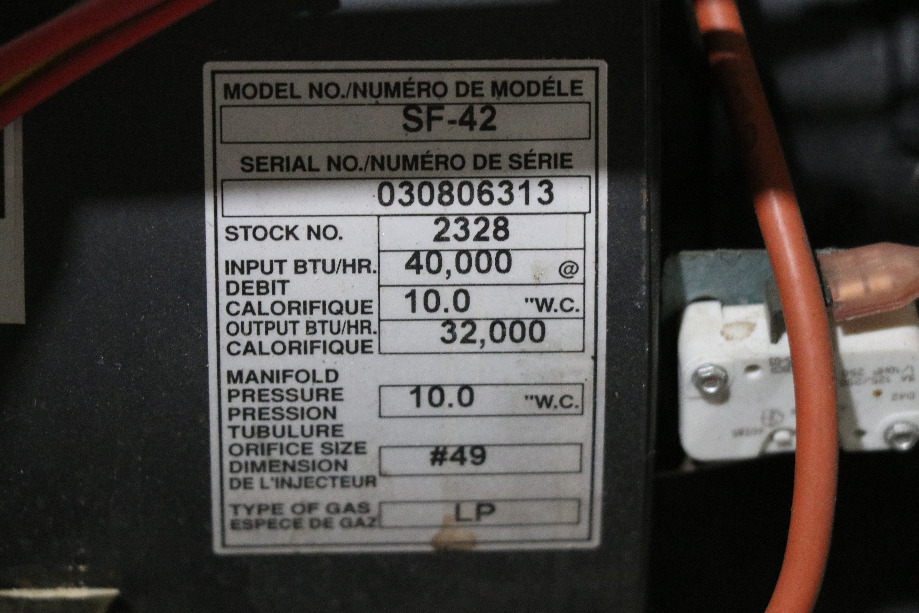 MODEL NO./NUMÉRO DE MODÉLE
SF-42
SERIAL NO./NUMÉRO DE SÉRIE
030806313
STOCK NO. 2328
INPUT BTU/HR. 40,000 @
DEBIT
CALORIFIQUE 10.0 "W.C.
OUTPUT BTU/HR. 32,000
CALORIFIQUE
MANIFOLD
PRESSURE 10.0 "W.C.
PRESSION
TUBULURE
ORIFICE SIZE #49
DIMENSION
DE L'INJECTEUR
TYPE OF GAS LP
ESPECE DE GAZ